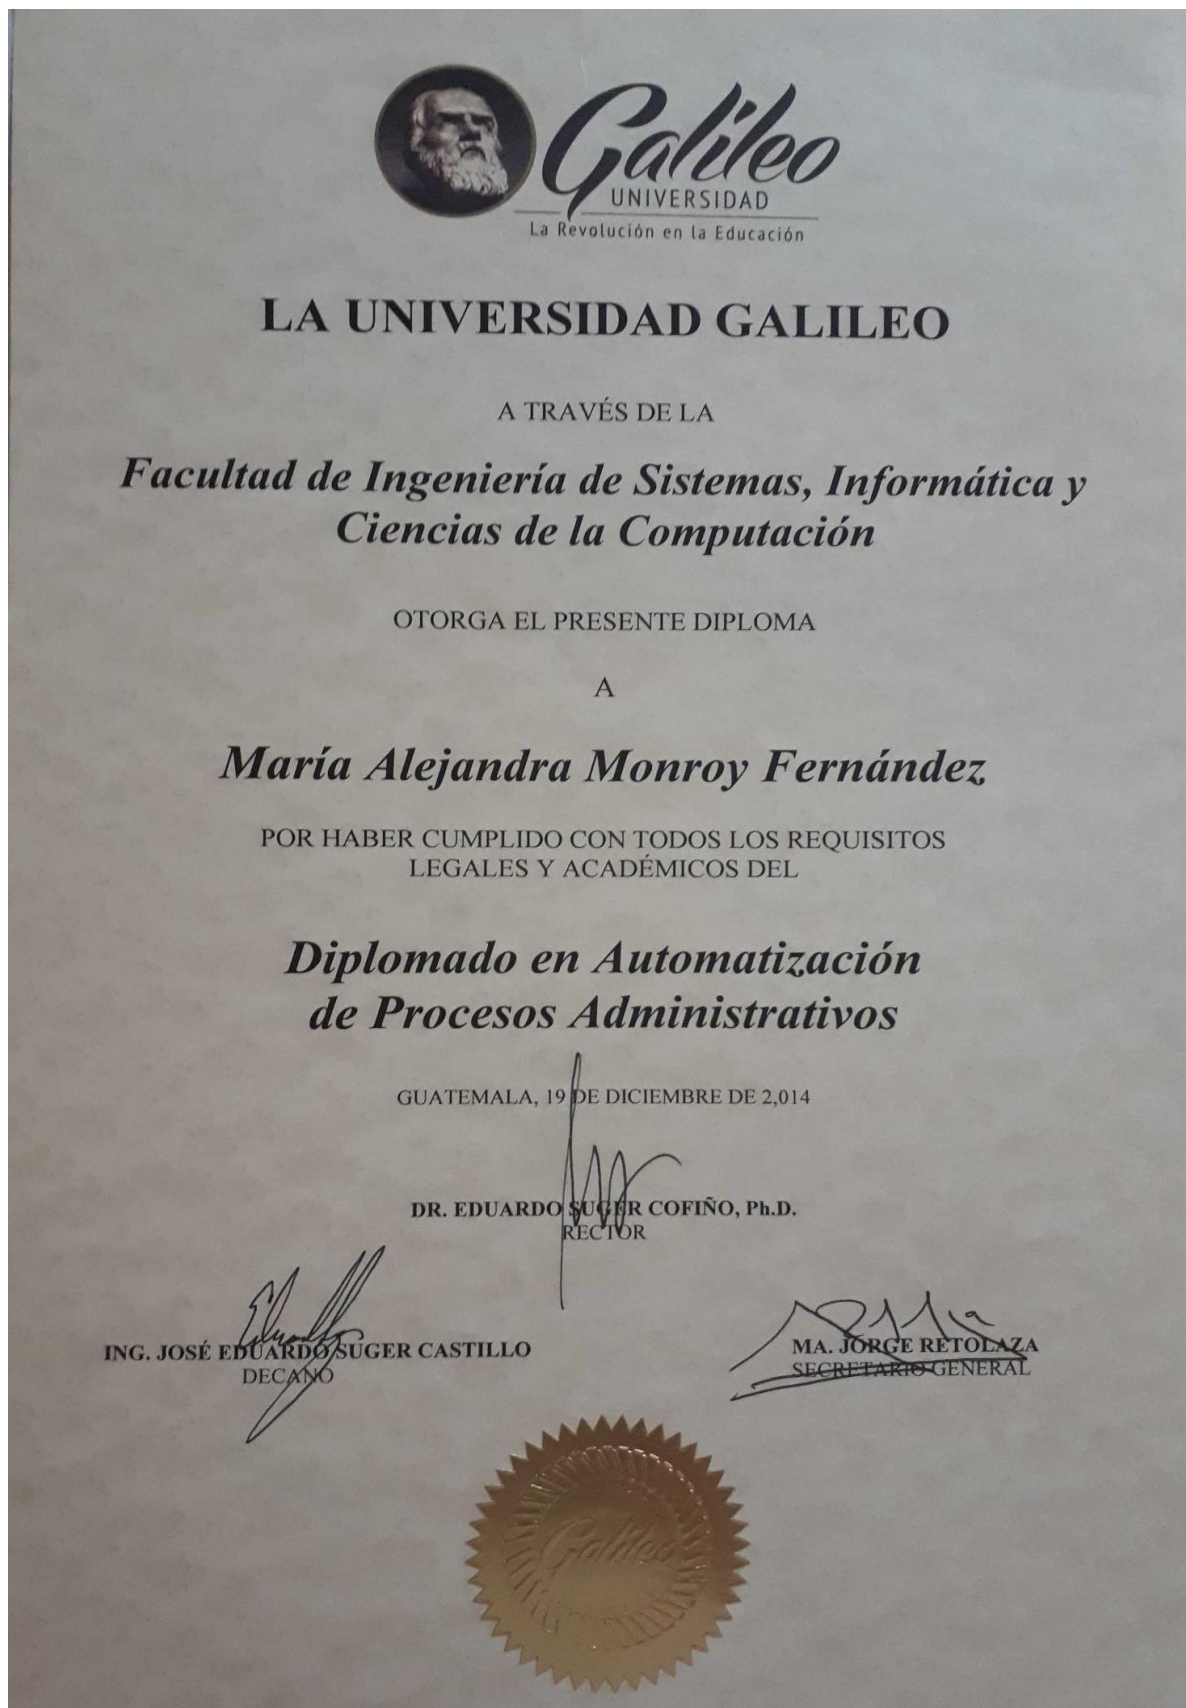 Galileo
UNIVERSIDAD
La Revolución en la Educación
LA UNIVERSIDAD GALILEO
A TRAVÉS DE LA
Facultad de Ingeniería de Sistemas, Informática y
Ciencias de la Computación
OTORGA EL PRESENTE DIPLOMA
A
María Alejandra Monroy Fernández
POR HABER CUMPLIDO CON TODOS LOS REQUISITOS
LEGALES Y ACADÉMICOS DEL
Diplomado en Automatización
de Procesos Administrativos
GUATEMALA, 19 DE DICIEMBRE DE 2,014
DR. EDUARDO SUGER COFIÑO, Ph.D.
RECTOR
ING. JOSÉ EDUARDO SUGER CASTILLO
DECANO
MA. JORGE RETOLAZA
SECRETARIO GENERAL
Galileo